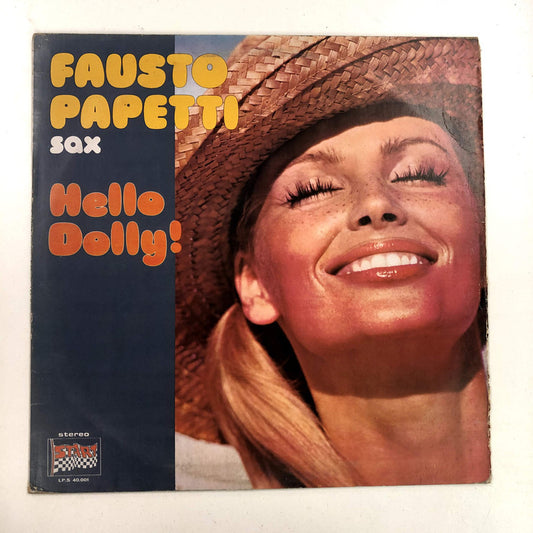 FAUSTO
PAPETTI
sax
Hello
Dolly!
stereo
LP.S 40.001